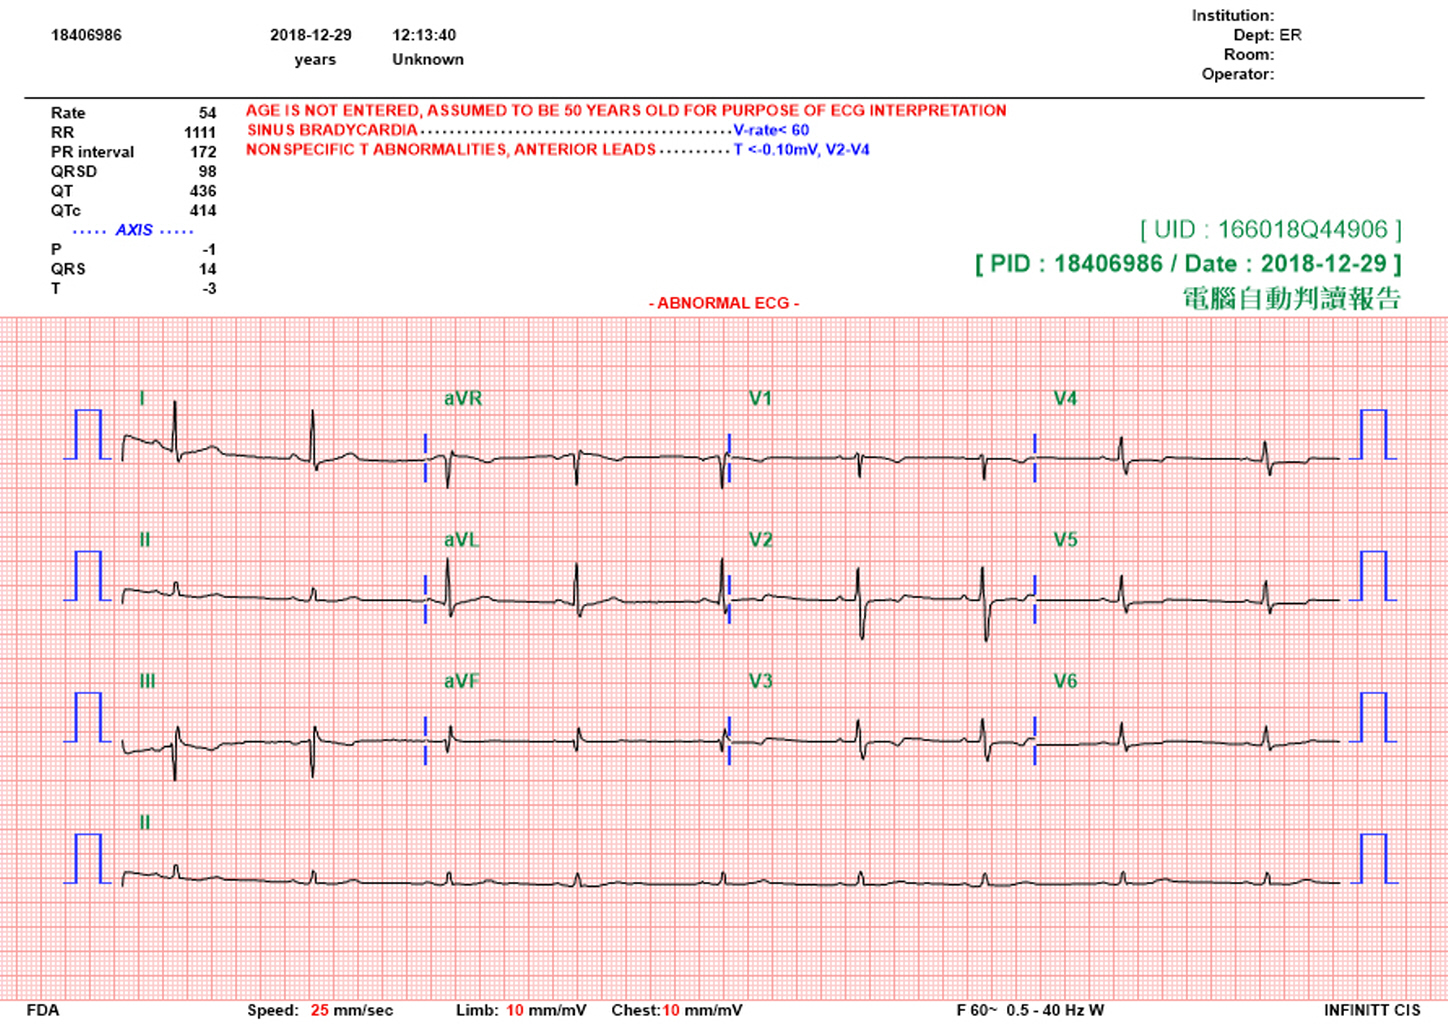 18406986 2018-12-29 12:13:40
years Unknown
Institution:
Dept: ER
Room:
Operator:
Rate 54
RR 1111
PR interval 172
QRSD 98
QT 436
QTc 414
····· AXIS ·····
P -1
QRS 14
T -3
AGE IS NOT ENTERED, ASSUMED TO BE 50 YEARS OLD FOR PURPOSE OF ECG INTERPRETATION
SINUS BRADYCARDIA········································V-rate< 60
NONSPECIFIC T ABNORMALITIES, ANTERIOR LEADS··········T <-0.10mV, V2-V4
[ UID : 166018Q44906 ]
[ PID : 18406986 / Date : 2018-12-29 ]
電腦自動判讀報告
- ABNORMAL ECG -
I aVR V1 V4
II aVL V2 V5
III aVF V3 V6
II
FDA Speed: 25 mm/sec Limb: 10 mm/mV Chest:10 mm/mV F 60~ 0.5 - 40 Hz W INFINITT CIS